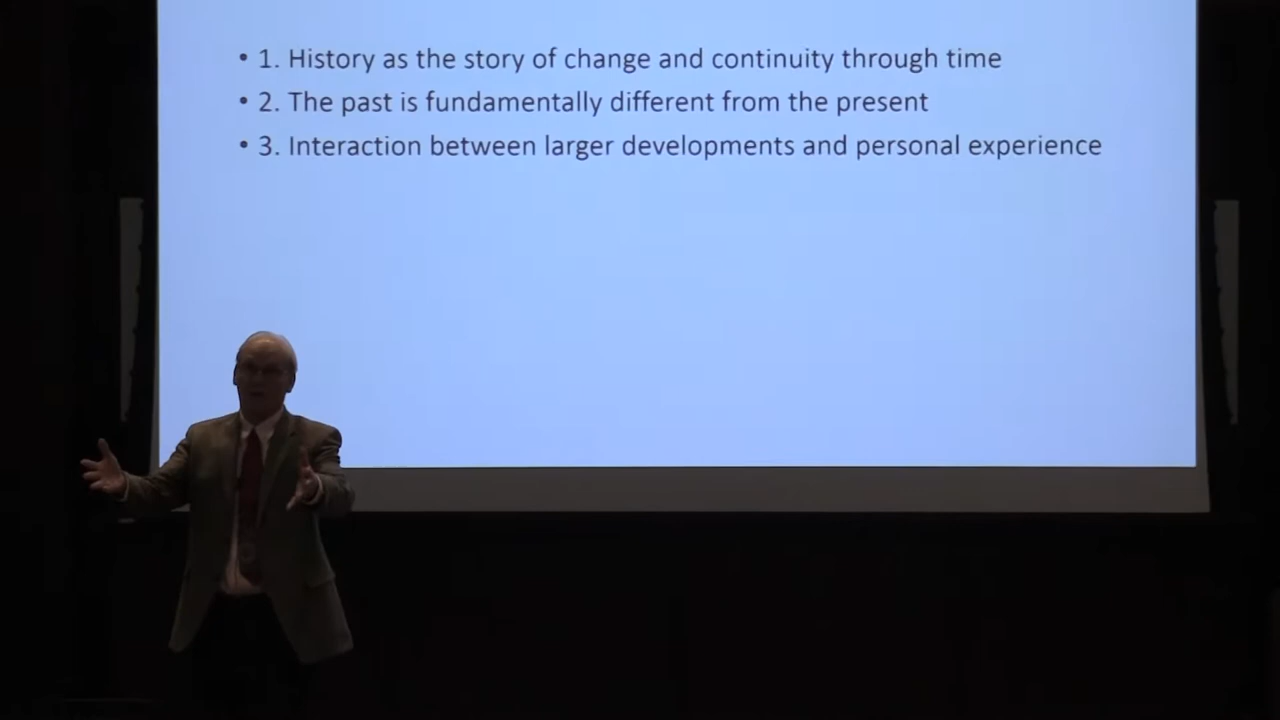 • 1. History as the story of change and continuity through time
• 2. The past is fundamentally different from the present
• 3. Interaction between larger developments and personal experience